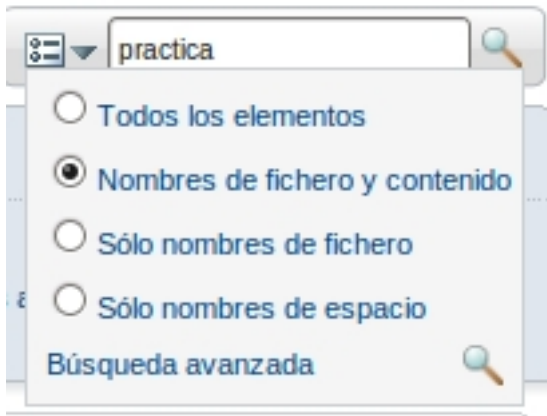 practica
Todos los elementos
Nombres de fichero y contenido
Sólo nombres de fichero
Sólo nombres de espacio
Búsqueda avanzada